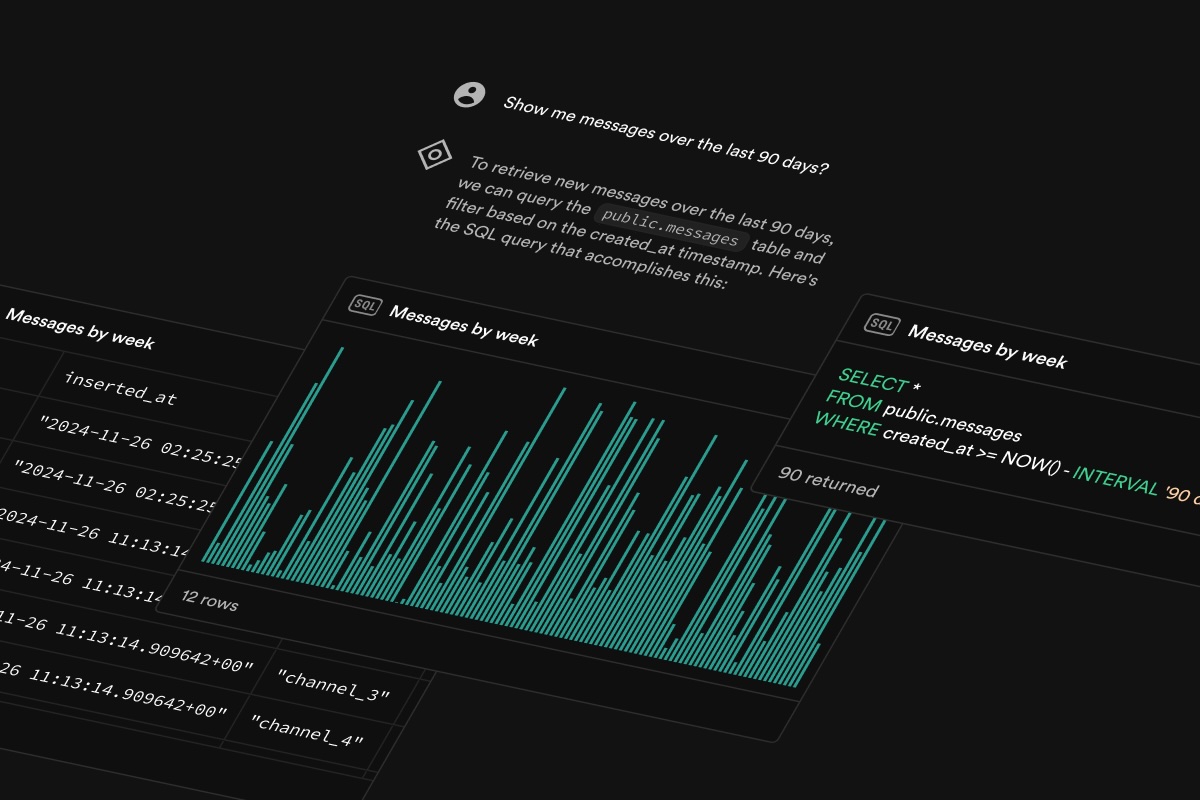 Show me messages over the last 90 days?
To retrieve new messages over the last 90 days,
we can query the public.messages table and
filter based on the created_at timestamp. Here's
the SQL query that accomplishes this:
Messages by week
inserted_at
"2024-11-26 02:25:25
"2024-11-26 02:25:25
2024-11-26 11:13:14
4-11-26 11:13:14
11-26 11:13:14.909642+00" "channel_3"
26 11:13:14.909642+00" "channel_4"
SQL Messages by week
12 rows
SQL Messages by week
SELECT *
FROM public.messages
WHERE created_at >= NOW() - INTERVAL '90
90 returned